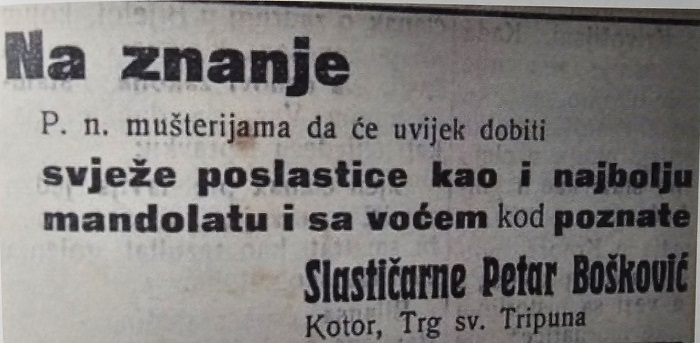 Na znanje
P. n. mušterijama da će uvijek dobiti
svježe poslastice kao i najbolju
mandolatu i sa voćem kod poznate
Slastičarne Petar Bošković
Kotor, Trg sv. Tripuna